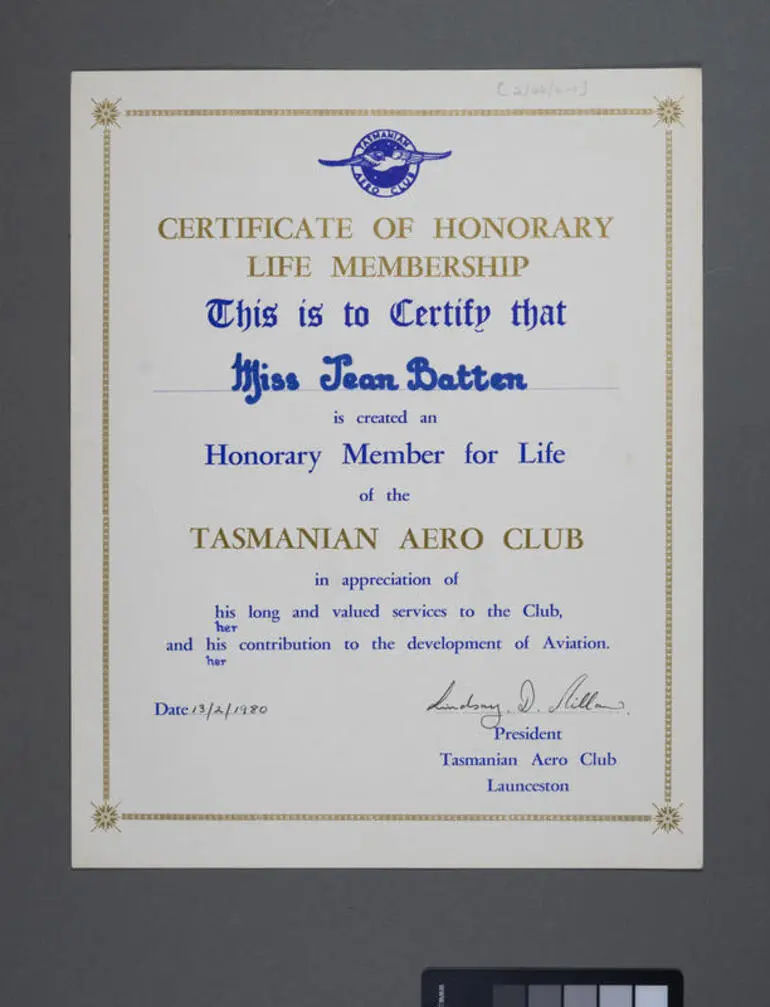 TASMANIAN
AERO CLUB
CERTIFICATE OF HONORARY
LIFE MEMBERSHIP
This is to Certify that
Miss Jean Batten
is created an
Honorary Member for Life
of the
TASMANIAN AERO CLUB
in appreciation of
his long and valued services to the Club,
her
and his contribution to the development of Aviation.
her
Date 13/2/1980
Lindsay. D.
President
Tasmanian Aero Club
Launceston